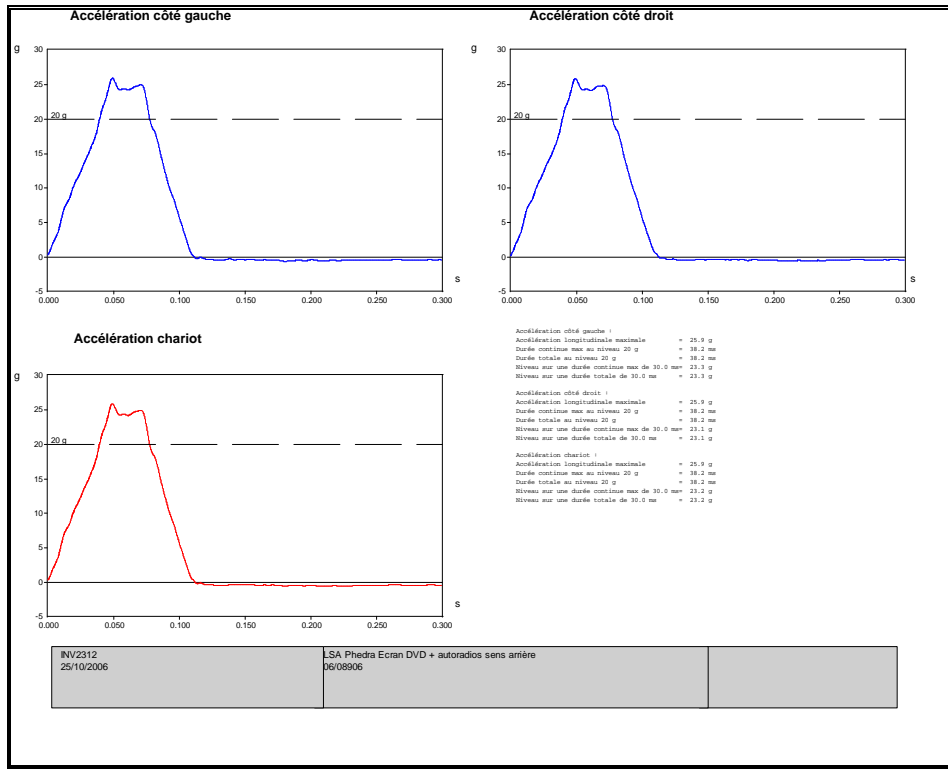 Accélération côté gauche
g
30
25
20
15
10
5
0
-5
20 g
0.000 0.050 0.100 0.150 0.200 0.250 0.300
s
Accélération côté droit
g
30
25
20
15
10
5
0
-5
20 g
0.000 0.050 0.100 0.150 0.200 0.250 0.300
s
Accélération chariot
g
30
25
20
15
10
5
0
-5
20 g
0.000 0.050 0.100 0.150 0.200 0.250 0.300
s
Accélération côté gauche :
Accélération longitudinale maximale = 25.9 g
Durée continue max au niveau 20 g = 38.2 ms
Durée totale au niveau 20 g = 38.2 ms
Niveau sur une durée continue max de 30.0 ms= 23.3 g
Niveau sur une durée totale de 30.0 ms = 23.3 g
Accélération côté droit :
Accélération longitudinale maximale = 25.9 g
Durée continue max au niveau 20 g = 38.2 ms
Durée totale au niveau 20 g = 38.2 ms
Niveau sur une durée continue max de 30.0 ms= 23.1 g
Niveau sur une durée totale de 30.0 ms = 23.1 g
Accélération chariot :
Accélération longitudinale maximale = 25.9 g
Durée continue max au niveau 20 g = 38.2 ms
Durée totale au niveau 20 g = 38.2 ms
Niveau sur une durée continue max de 30.0 ms= 23.2 g
Niveau sur une durée totale de 30.0 ms = 23.2 g
INV2312
25/10/2006
LSA Phedra Ecran DVD + autoradios sens arrière
06/08906